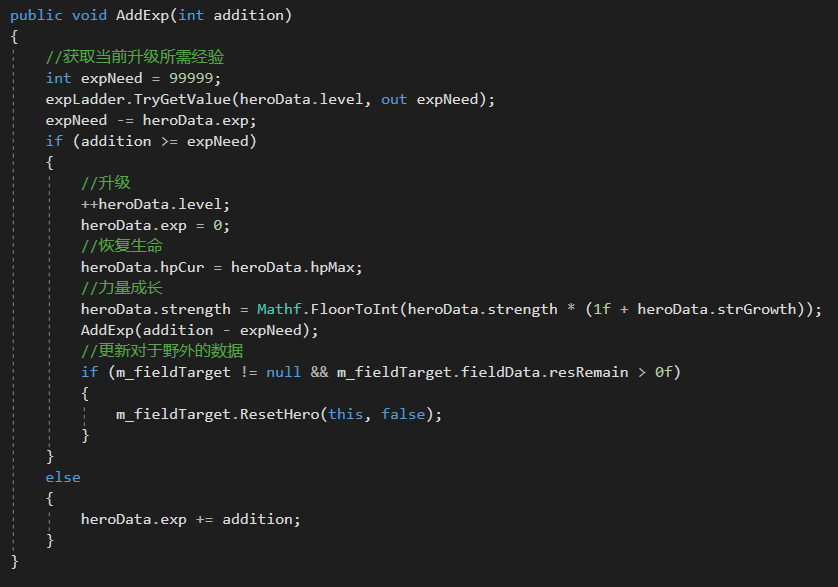 public void AddExp(int addition)
{
//获取当前升级所需经验
int expNeed = 99999;
expLadder.TryGetValue(heroData.level, out expNeed);
expNeed -= heroData.exp;
if (addition >= expNeed)
{
//升级
++heroData.level;
heroData.exp = 0;
//恢复生命
heroData.hpCur = heroData.hpMax;
//力量成长
heroData.strength = Mathf.FloorToInt(heroData.strength * (1f + heroData.strGrowth));
AddExp(addition - expNeed);
//更新对于野外的数据
if (m_fieldTarget != null && m_fieldTarget.fieldData.resRemain > 0f)
{
m_fieldTarget.ResetHero(this, false);
}
}
else
{
heroData.exp += addition;
}
}